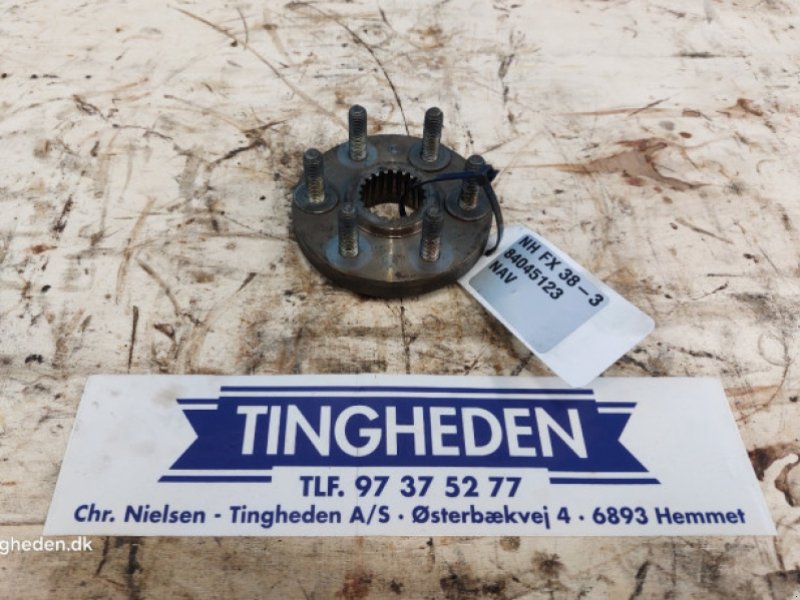 NH FX 38-3
84045123
NAV
TINGHEDEN
TLF. 97 37 52 77
Chr. Nielsen - Tingheden A/S · Østerbækvej 4 · 6893 Hemmet
ngheden.dk